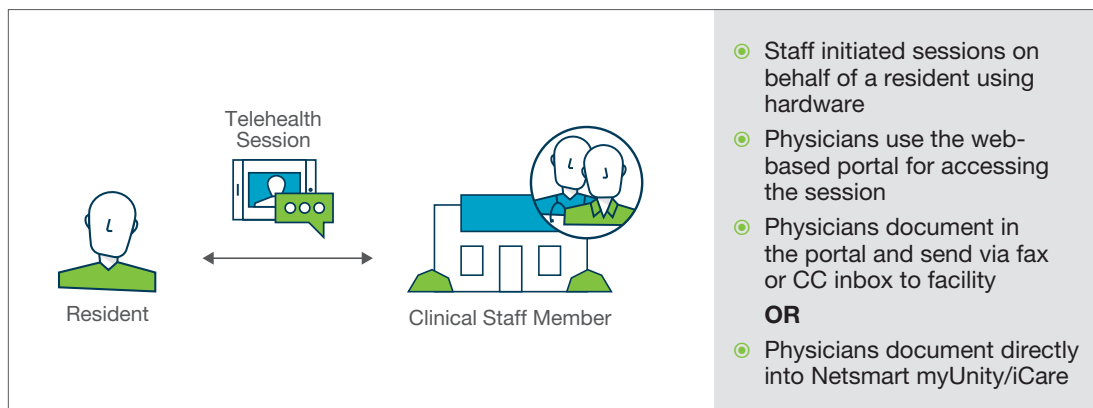 Telehealth
Session
Resident
Clinical Staff Member
Staff initiated sessions on
behalf of a resident using
hardware
Physicians use the web-
based portal for accessing
the session
Physicians document in
the portal and send via fax
or CC inbox to facility
OR
Physicians document directly
into Netsmart myUnity/iCare